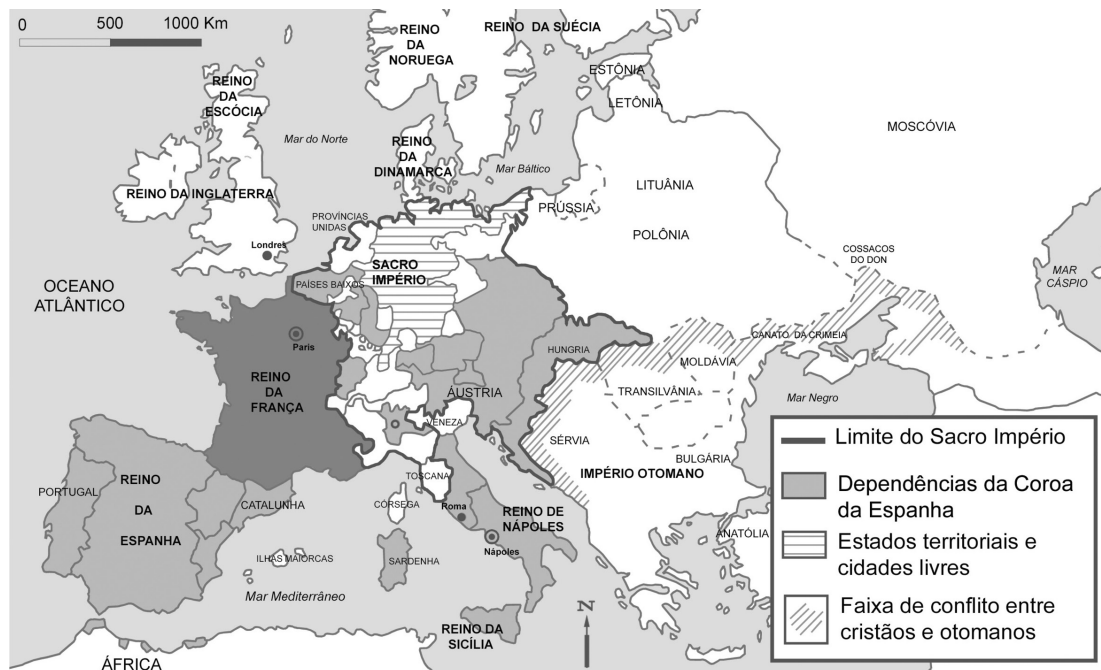 0 500 1000 Km
REINO
DA
NORUEGA
REINO DA SUÉCIA
ESTÔNIA
LETÔNIA
MOSCÓVIA
REINO
DA
ESCÓCIA
Mar do Norte
REINO
DA
DINAMARCA
Mar Báltico
LITUÂNIA
PRÚSSIA
POLÔNIA
REINO DA INGLATERRA
PROVÍNCIAS
UNIDAS
Londres
SACRO
IMPÉRIO
PAÍSES BAIXOS
COSSACOS
DO DON
MAR
CÁSPIO
OCEANO
ATLÂNTICO
Paris
HUNGRIA
CANATO DA CRIMEIA
MOLDÁVIA
REINO
DA
FRANÇA
ÁUSTRIA
TRANSILVÂNIA
Mar Negro
VENEZA
SÉRVIA
BULGÁRIA
IMPÉRIO OTOMANO
TOSCANA
PORTUGAL
REINO
DA
ESPANHA
CATALUNHA
CÓRSEGA
Roma
REINO DE
NÁPOLES
Nápoles
ANATÓLIA
ILHAS MAIORCAS
SARDENHA
Mar Mediterrâneo
REINO DA
SICÍLIA
N
ÁFRICA
Limite do Sacro Império
Dependências da Coroa
da Espanha
Estados territoriais e
cidades livres
Faixa de conflito entre
cristãos e otomanos